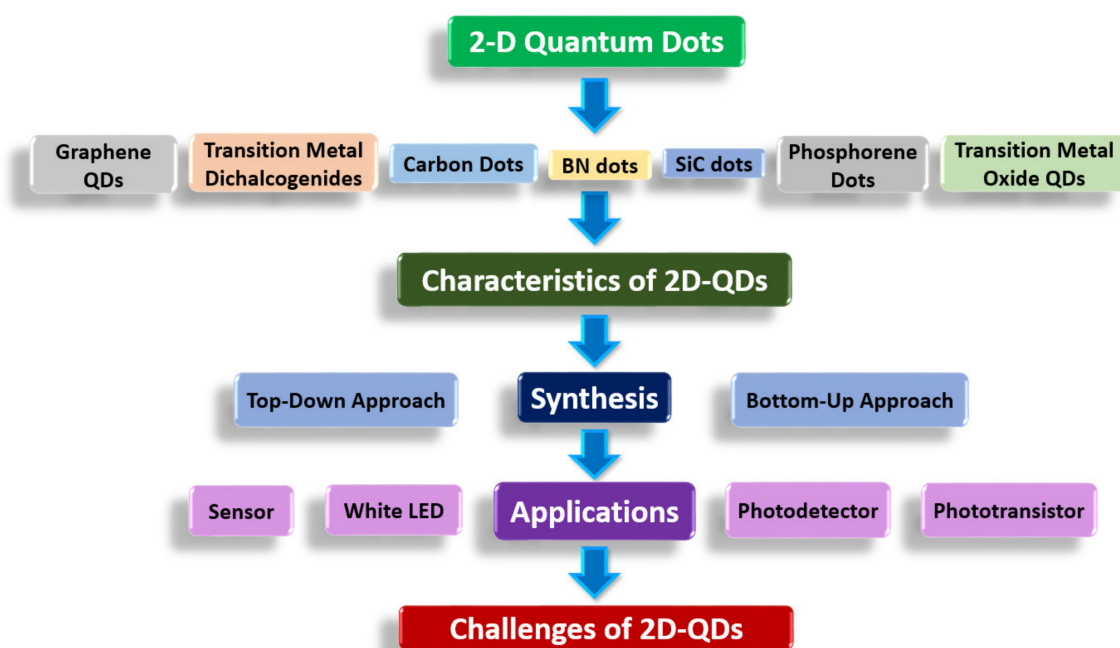 2-D Quantum Dots
Graphene
QDs
Transition Metal
Dichalcogenides
Carbon Dots
BN dots
SiC dots
Phosphorene
Dots
Transition Metal
Oxide QDs
Characteristics of 2D-QDs
Top-Down Approach
Synthesis
Bottom-Up Approach
Sensor
White LED
Applications
Photodetector
Phototransistor
Challenges of 2D-QDs